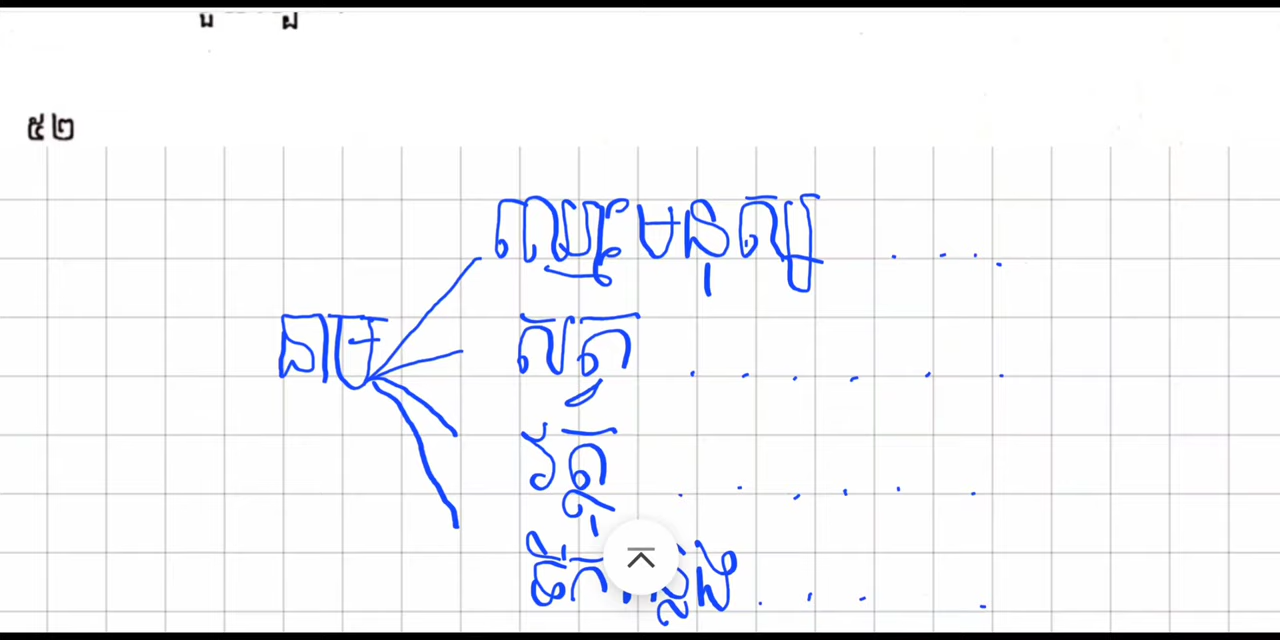 ៥២
ឈ្មោះមនុស្ស . . . .
នាម
សត្វ . . . . . .
វត្ថុ . . . . . .
ទីកន្លែង . . . .